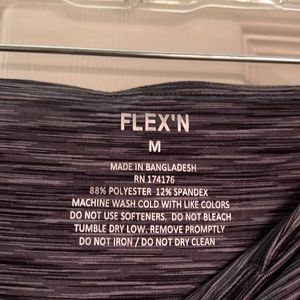 FLEX'N
M
MADE IN BANGLADESH
RN 174176
88% POLYESTER 12% SPANDEX
MACHINE WASH COLD WITH LIKE COLORS
DO NOT USE SOFTENERS. DO NOT BLEACH
TUMBLE DRY LOW. REMOVE PROMPTLY
DO NOT IRON / DO NOT DRY CLEAN